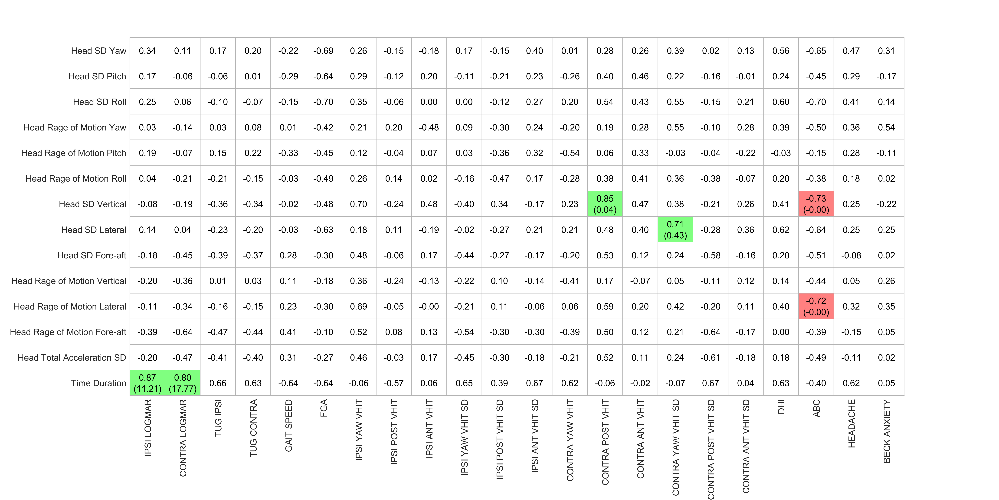 Head SD Yaw 0.34 0.11 0.17 0.20 -0.22 -0.69 0.26 -0.15 -0.18 0.17 -0.15 0.40 0.01 0.28 0.26 0.39 0.02 0.13 0.56 -0.65 0.47 0.31
Head SD Pitch 0.17 -0.06 -0.06 0.01 -0.29 -0.64 0.29 -0.12 0.20 -0.11 -0.21 0.23 -0.26 0.40 0.46 0.22 -0.16 -0.01 0.24 -0.45 0.29 -0.17
Head SD Roll 0.25 0.06 -0.10 -0.07 -0.15 -0.70 0.35 -0.06 0.00 0.00 -0.12 0.27 0.20 0.54 0.43 0.55 -0.15 0.21 0.60 -0.70 0.41 0.14
Head Rage of Motion Yaw 0.03 -0.14 0.03 0.08 0.01 -0.42 0.21 0.20 -0.48 0.09 -0.30 0.24 -0.20 0.19 0.28 0.55 -0.10 0.28 0.39 -0.50 0.36 0.54
Head Rage of Motion Pitch 0.19 -0.07 0.15 0.22 -0.33 -0.45 0.12 -0.04 0.07 0.03 -0.36 0.32 -0.54 0.06 0.33 -0.03 -0.04 -0.22 -0.03 -0.15 0.28 -0.11
Head Rage of Motion Roll 0.04 -0.21 -0.21 -0.15 -0.03 -0.49 0.26 0.14 0.02 -0.16 -0.47 0.17 -0.28 0.38 0.41 0.36 -0.38 -0.07 0.20 -0.38 0.18 0.02
Head SD Vertical -0.08 -0.19 -0.36 -0.34 -0.02 -0.48 0.70 -0.24 0.48 -0.40 0.34 -0.17 0.23 0.85 0.47 0.38 -0.21 0.26 0.41 -0.73 0.25 -0.22
(0.04) (-0.00)
Head SD Lateral 0.14 0.04 -0.23 -0.20 -0.03 -0.63 0.18 0.11 -0.19 -0.02 -0.27 0.21 0.21 0.48 0.40 0.71 -0.28 0.36 0.62 -0.64 0.25 0.25
(0.43)
Head SD Fore-aft -0.18 -0.45 -0.39 -0.37 0.28 -0.30 0.48 -0.06 0.17 -0.44 -0.27 -0.17 -0.20 0.53 0.12 0.24 -0.58 -0.16 0.20 -0.51 -0.08 0.02
Head Rage of Motion Vertical -0.20 -0.36 0.01 0.03 0.11 -0.18 0.36 -0.24 -0.13 -0.22 0.10 -0.14 -0.41 0.17 -0.07 0.05 -0.11 0.12 0.14 -0.44 0.05 0.26
Head Rage of Motion Lateral -0.11 -0.34 -0.16 -0.15 0.23 -0.30 0.69 -0.05 -0.00 -0.21 0.11 -0.06 0.06 0.59 0.20 0.42 -0.20 0.11 0.40 -0.72 0.32 0.35
(-0.00)
Head Rage of Motion Fore-aft -0.39 -0.64 -0.47 -0.44 0.41 -0.10 0.52 0.08 0.13 -0.54 -0.30 -0.30 -0.39 0.50 0.12 0.21 -0.64 -0.17 0.00 -0.39 -0.15 0.05
Head Total Acceleration SD -0.20 -0.47 -0.41 -0.40 0.31 -0.27 0.46 -0.03 0.17 -0.45 -0.30 -0.18 -0.21 0.52 0.11 0.24 -0.61 -0.18 0.18 -0.49 -0.11 0.02
Time Duration 0.87 0.80 0.66 0.63 -0.64 -0.64 -0.06 -0.57 0.06 0.65 0.39 0.67 0.62 -0.06 -0.02 -0.07 0.67 0.04 0.63 -0.40 0.62 0.05
(11.21) (17.77)
IPSI LOGMAR
CONTRA LOGMAR
TUG IPSI
TUG CONTRA
GAIT SPEED
FGA
IPSI YAW VHIT
IPSI POST VHIT
IPSI ANT VHIT
IPSI YAW VHIT SD
IPSI POST VHIT SD
IPSI ANT VHIT SD
CONTRA YAW VHIT
CONTRA POST VHIT
CONTRA ANT VHIT
CONTRA YAW VHIT SD
CONTRA POST VHIT SD
CONTRA ANT VHIT SD
DHI
ABC
HEADACHE
BECK ANXIETY